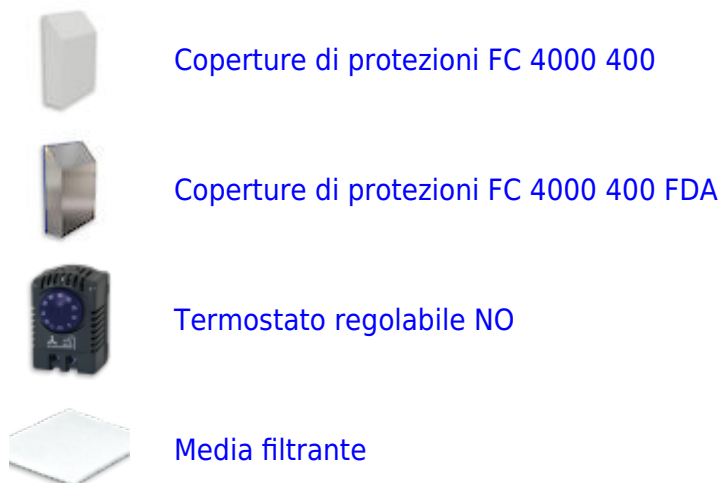 Coperture di protezioni FC 4000 400
Coperture di protezioni FC 4000 400 FDA
Termostato regolabile NO
Media filtrante